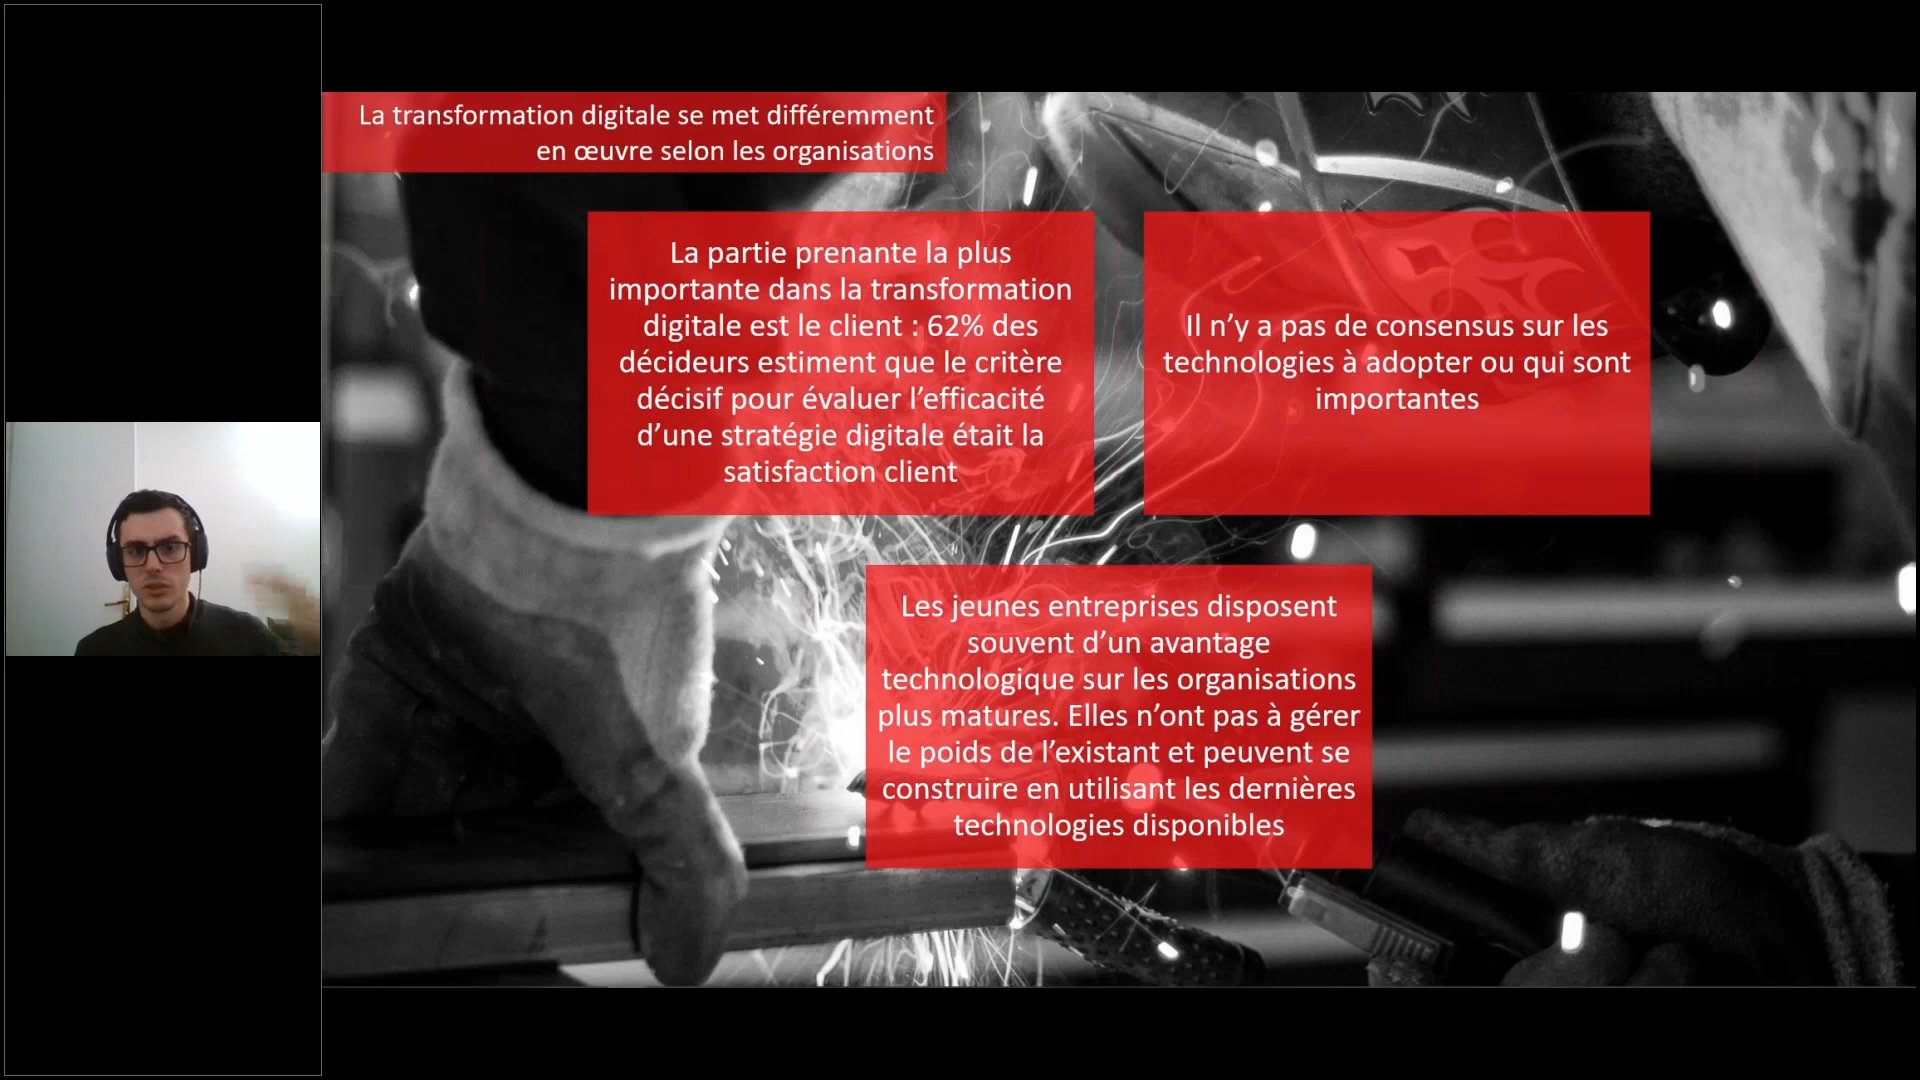 La transformation digitale se met différemment
en œuvre selon les organisations
La partie prenante la plus
importante dans la transformation
digitale est le client : 62% des
décideurs estiment que le critère
décisif pour évaluer l’efficacité
d’une stratégie digitale était la
satisfaction client
Il n’y a pas de consensus sur les
technologies à adopter ou qui sont
importantes
Les jeunes entreprises disposent
souvent d’un avantage
technologique sur les organisations
plus matures. Elles n’ont pas à gérer
le poids de l’existant et peuvent se
construire en utilisant les dernières
technologies disponibles